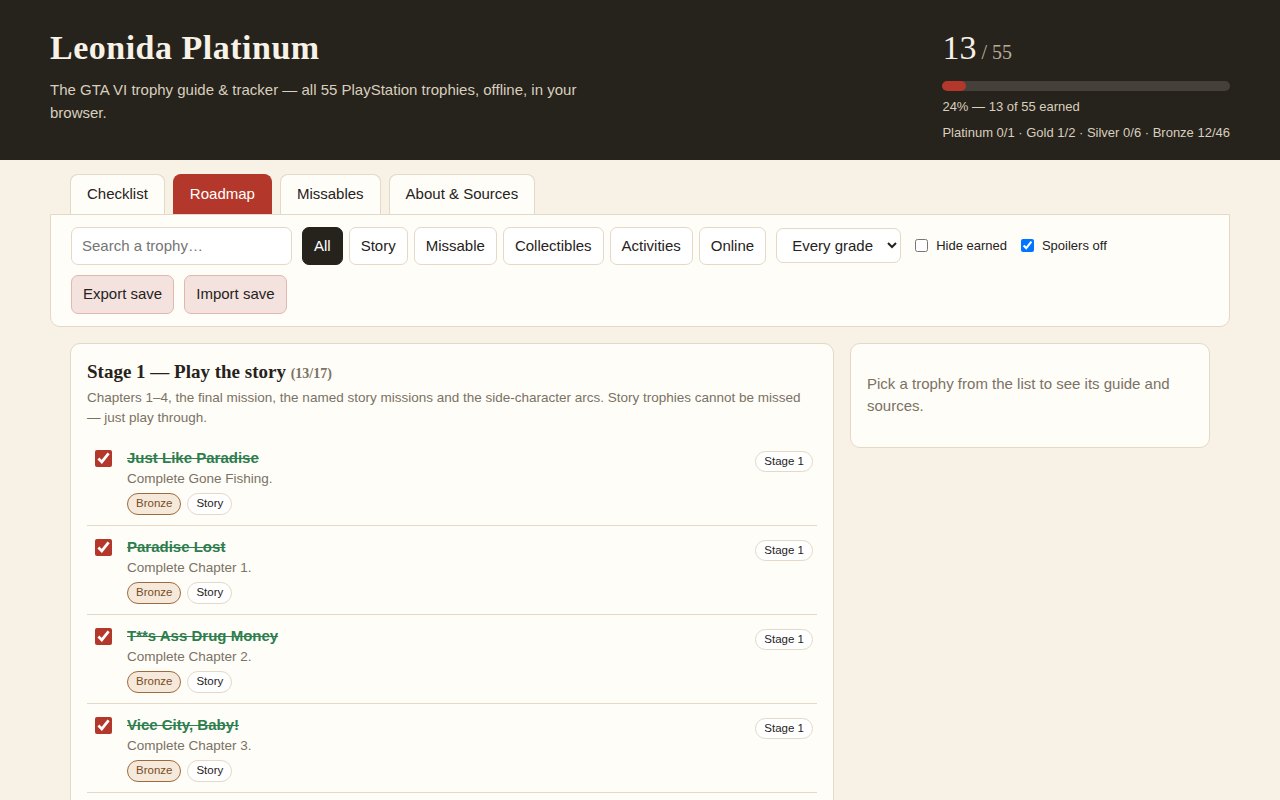 Leonida Platinum
The GTA VI trophy guide & tracker — all 55 PlayStation trophies, offline, in your
browser.
13 / 55
24% — 13 of 55 earned
Platinum 0/1 · Gold 1/2 · Silver 0/6 · Bronze 12/46
Checklist
Roadmap
Missables
About & Sources
Search a trophy…
All
Story
Missable
Collectibles
Activities
Online
Every grade
Hide earned
Spoilers off
Export save
Import save
Stage 1 — Play the story (13/17)
Chapters 1–4, the final mission, the named story missions and the side-character arcs. Story trophies cannot be missed
— just play through.
Just Like Paradise
Stage 1
Complete Gone Fishing.
Bronze
Story
Paradise Lost
Stage 1
Complete Chapter 1.
Bronze
Story
T**s Ass Drug Money
Stage 1
Complete Chapter 2.
Bronze
Story
Vice City, Baby!
Stage 1
Complete Chapter 3.
Bronze
Story
Pick a trophy from the list to see its guide and
sources.